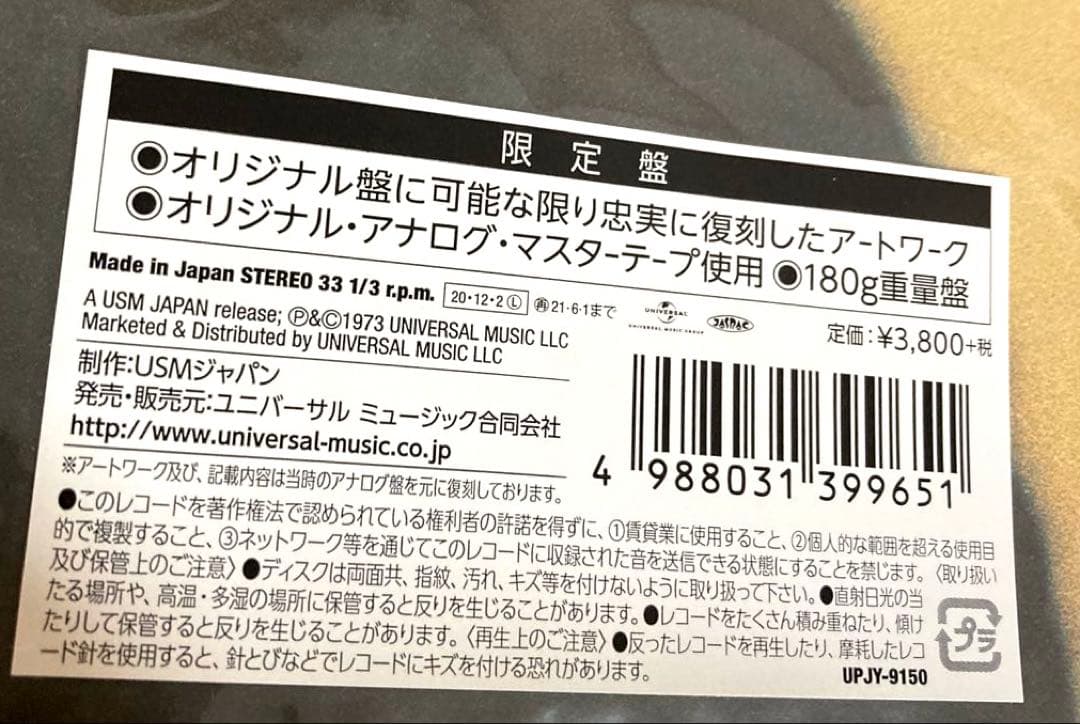 限定盤
◉オリジナル盤に可能な限り忠実に復刻したアートワーク
◉オリジナル・アナログ・マスターテープ使用 ◉180g重量盤
Made in Japan STEREO 33 1/3 r.p.m. 20・12・2 Ⓛ ㊢21・6・1まで
A USM JAPAN release; Ⓟ&Ⓒ1973 UNIVERSAL MUSIC LLC
Marketed & Distributed by UNIVERSAL MUSIC LLC
UNIVERSAL
UNIVERSAL MUSIC GROUP
JASRAC
定価:¥3,800+税
制作:USMジャパン
発売・販売元:ユニバーサル ミュージック合同会社
http://www.universal-music.co.jp
4 988031 399651
※アートワーク及び、記載内容は当時のアナログ盤を元に復刻しております。
●このレコードを著作権法で認められている権利者の許諾を得ずに、①賃貸業に使用すること、②個人的な範囲を超える使用目
的で複製すること、③ネットワーク等を通じてこのレコードに収録された音を送信できる状態にすることを禁じます。〈取り扱い
及び保管上のご注意〉●ディスクは両面共、指紋、汚れ、キズ等を付けないように取り扱って下さい。●直射日光の当
たる場所や、高温・多湿の場所に保管すると反りを生じることがあります。●レコードをたくさん積み重ねたり、傾け
たりして保管すると反りを生じることがあります。〈再生上のご注意〉●反ったレコードを再生したり、摩耗したレコ
ード針を使用すると、針とびなどでレコードにキズを付ける恐れがあります。
プラ
UPJY-9150